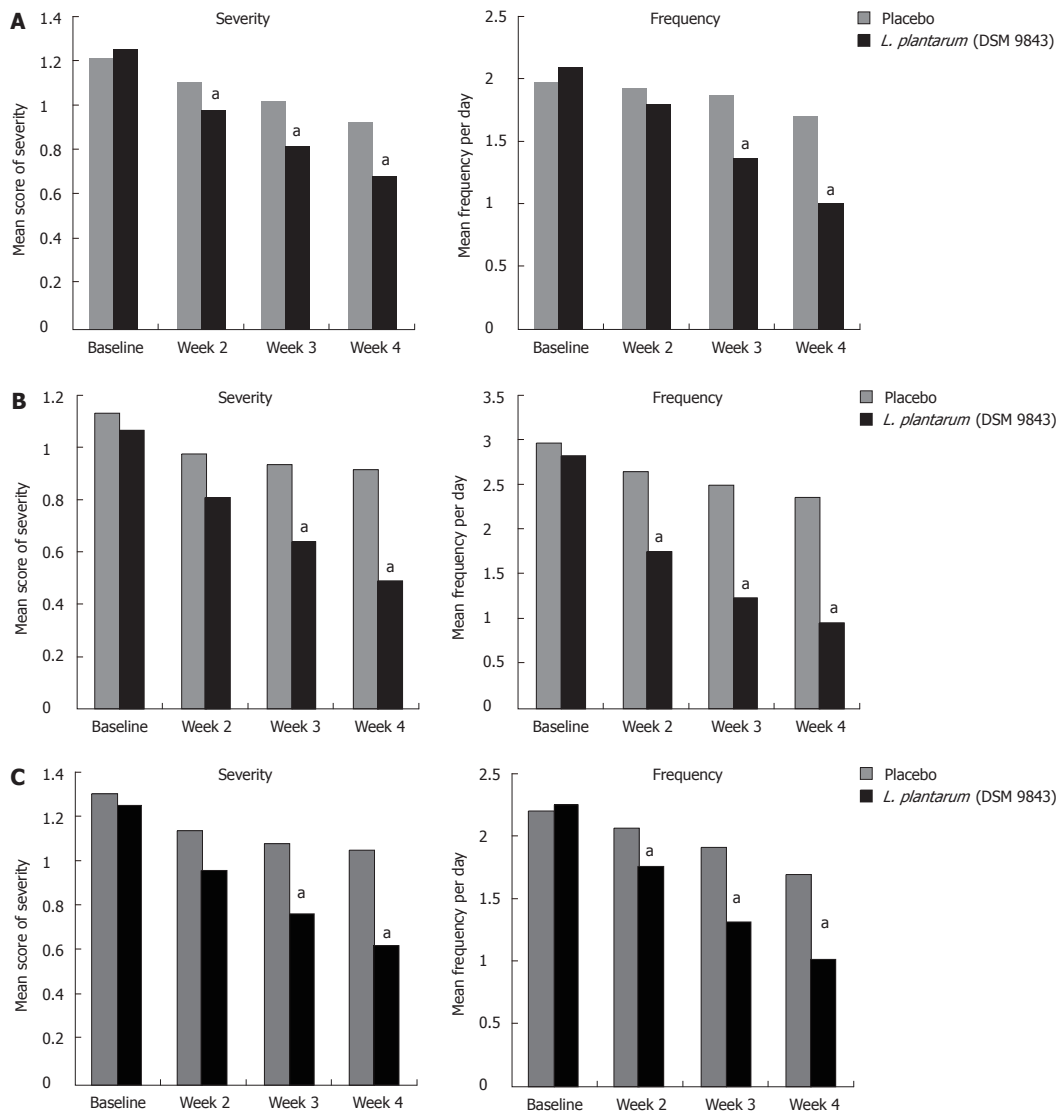 A
Severity
Mean score of severity
1.4
1.2
1
0.8
0.6
0.4
0.2
0
a
a
a
Baseline
Week 2
Week 3
Week 4
Frequency
Mean frequency per day
2.5
2
1.5
1
0.5
0
a
a
Baseline
Week 2
Week 3
Week 4
Placebo
L. plantarum (DSM 9843)
B
Severity
Mean score of severity
1.2
1
0.8
0.6
0.4
0.2
0
a
a
Baseline
Week 2
Week 3
Week 4
Frequency
Mean frequency per day
3.5
3
2.5
2
1.5
1
0.5
0
a
a
a
Baseline
Week 2
Week 3
Week 4
Placebo
L. plantarum (DSM 9843)
C
Severity
Mean score of severity
1.4
1.2
1
0.8
0.6
0.4
0.2
0
a
a
Baseline
Week 2
Week 3
Week 4
Frequency
Mean frequency per day
2.5
2
1.5
1
0.5
0
a
a
a
Baseline
Week 2
Week 3
Week 4
Placebo
L. plantarum (DSM 9843)